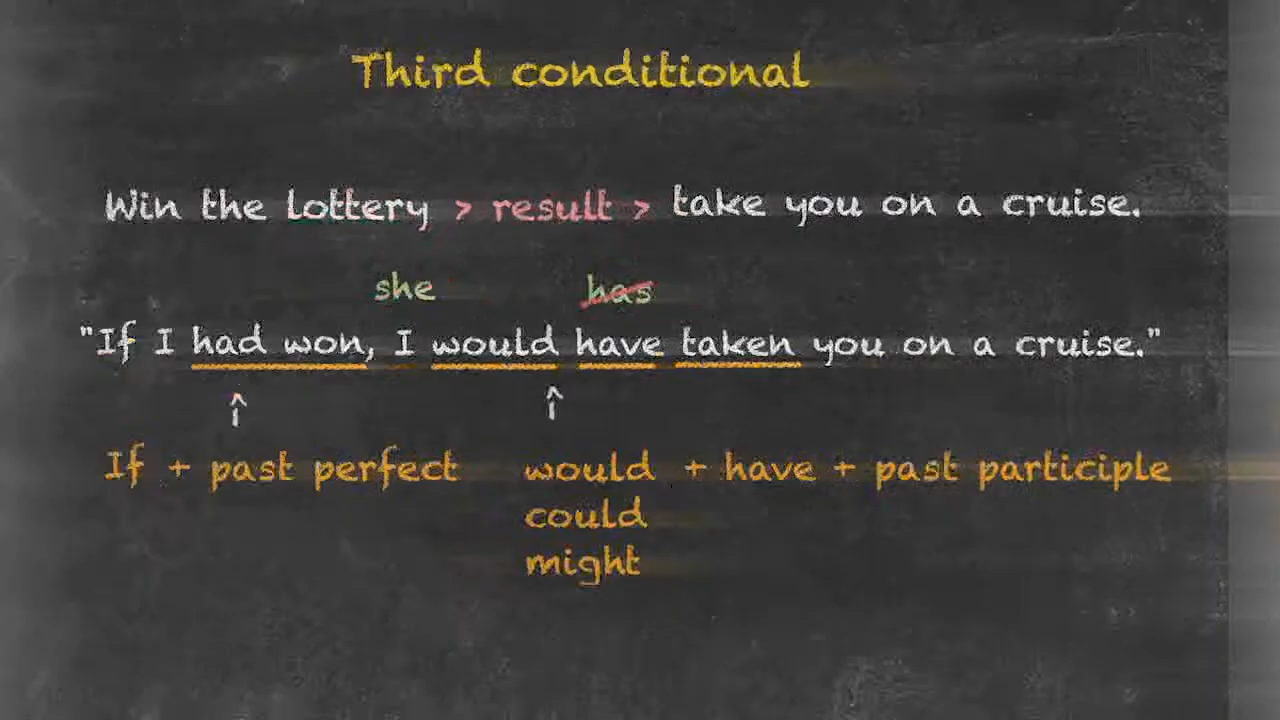 Third conditional
Win the lottery > result > take you on a cruise.
she has
"If I had won, I would have taken you on a cruise."
↑ ↑
If + past perfect would + have + past participle
could
might